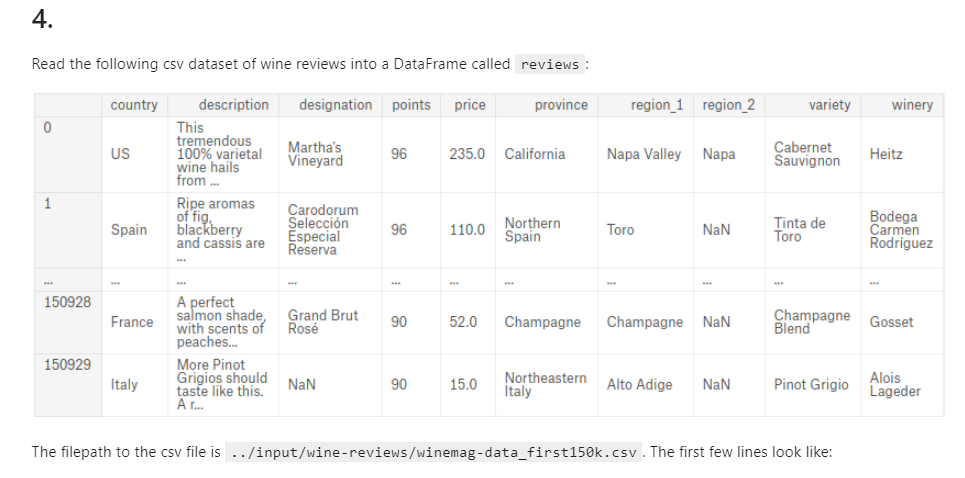 4.
Read the following csv dataset of wine reviews into a DataFrame called reviews :
country description designation points price province region_1 region_2 variety winery
0 US This tremendous 100% varietal wine hails from ... Martha's Vineyard 96 235.0 California Napa Valley Napa Cabernet Sauvignon Heitz
1 Spain Ripe aromas of fig, blackberry and cassis are ... Carodorum Selección Especial Reserva 96 110.0 Northern Spain Toro NaN Tinta de Toro Bodega Carmen Rodríguez
... ... ... ... ... ... ... ... ... ... ...
150928 France A perfect salmon shade, with scents of peaches... Grand Brut Rosé 90 52.0 Champagne Champagne NaN Champagne Blend Gosset
150929 Italy More Pinot Grigios should taste like this. A r... NaN 90 15.0 Northeastern Italy Alto Adige NaN Pinot Grigio Alois Lageder
The filepath to the csv file is ../input/wine-reviews/winemag-data_first150k.csv . The first few lines look like: